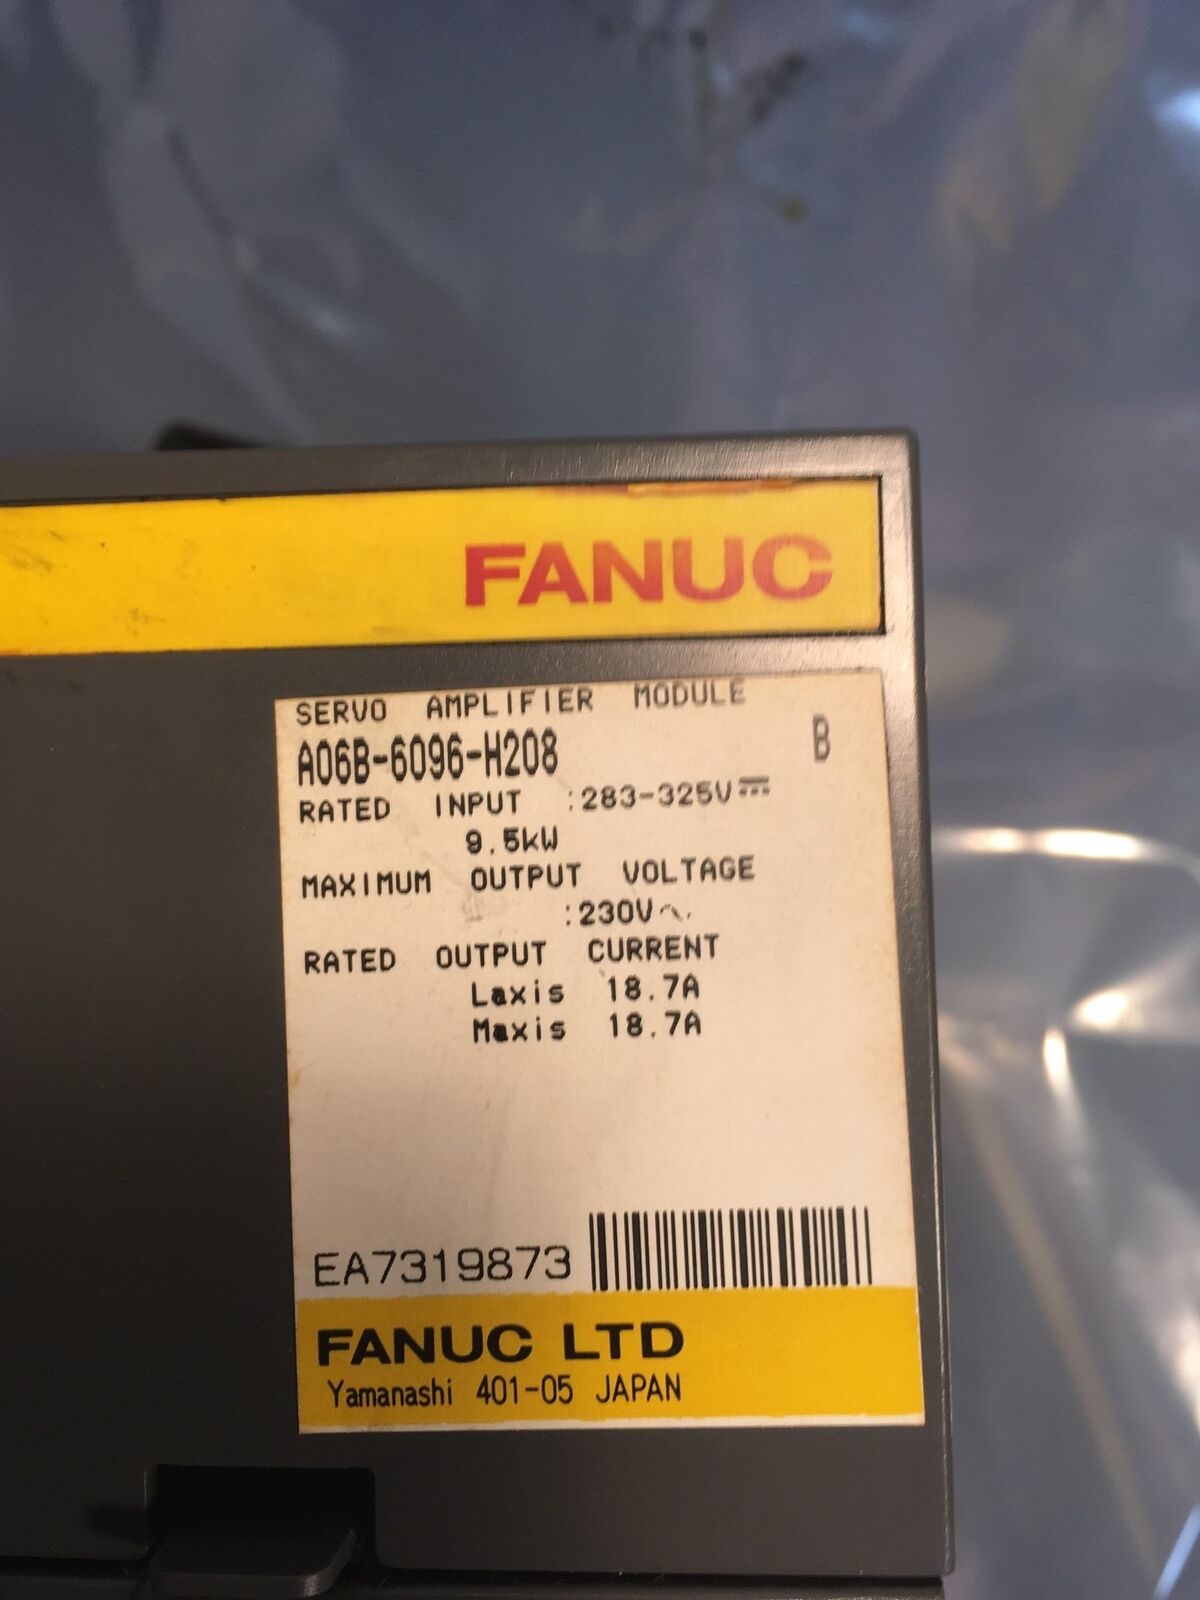 FANUC
SERVO AMPLIFIER MODULE
A06B-6096-H208 B
RATED INPUT :283-325V⎓
9.5kW
MAXIMUM OUTPUT VOLTAGE
:230V∿
RATED OUTPUT CURRENT
Laxis 18.7A
Maxis 18.7A
EA7319873
FANUC LTD
Yamanashi 401-05 JAPAN